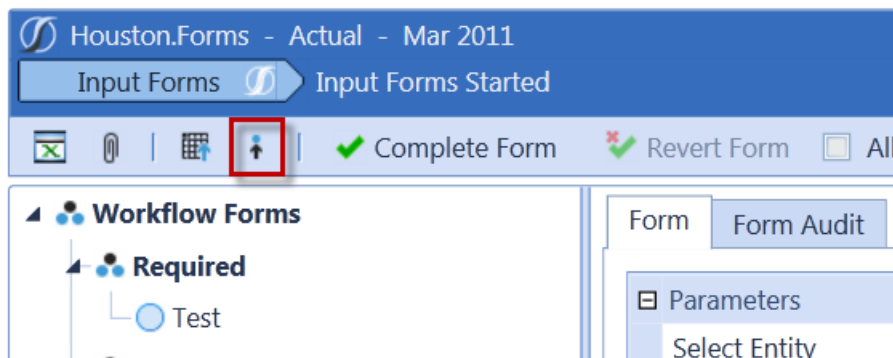 Houston.Forms - Actual - Mar 2011
Input Forms Input Forms Started
Complete Form Revert Form All
Workflow Forms
Required
Test
Form Form Audit
Parameters
Select Entity